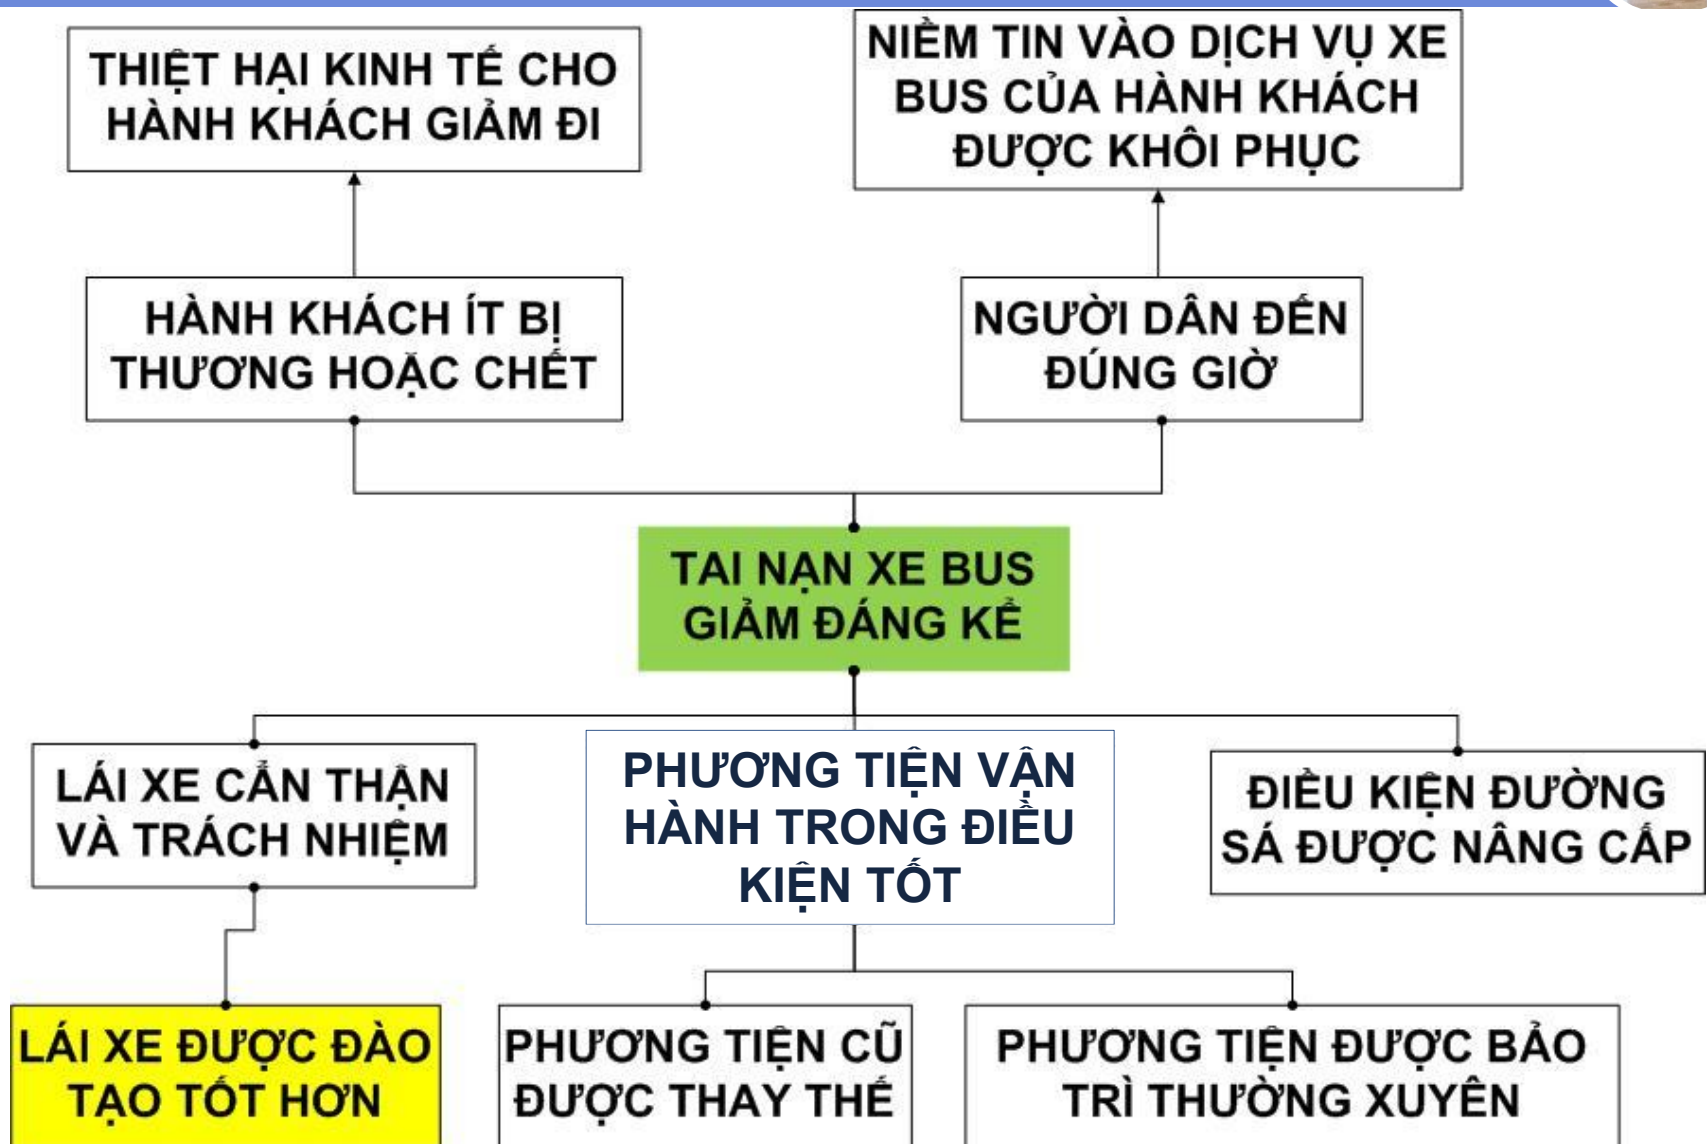 THIỆT HẠI KINH TẾ CHO
HÀNH KHÁCH GIẢM ĐI
NIỀM TIN VÀO DỊCH VỤ XE
BUS CỦA HÀNH KHÁCH
ĐƯỢC KHÔI PHỤC
HÀNH KHÁCH ÍT BỊ
THƯƠNG HOẶC CHẾT
NGƯỜI DÂN ĐẾN
ĐÚNG GIỜ
TAI NẠN XE BUS
GIẢM ĐÁNG KỂ
LÁI XE CẨN THẬN
VÀ TRÁCH NHIỆM
PHƯƠNG TIỆN VẬN
HÀNH TRONG ĐIỀU
KIỆN TỐT
ĐIỀU KIỆN ĐƯỜNG
SÁ ĐƯỢC NÂNG CẤP
LÁI XE ĐƯỢC ĐÀO
TẠO TỐT HƠN
PHƯƠNG TIỆN CŨ
ĐƯỢC THAY THẾ
PHƯƠNG TIỆN ĐƯỢC BẢO
TRÌ THƯỜNG XUYÊN